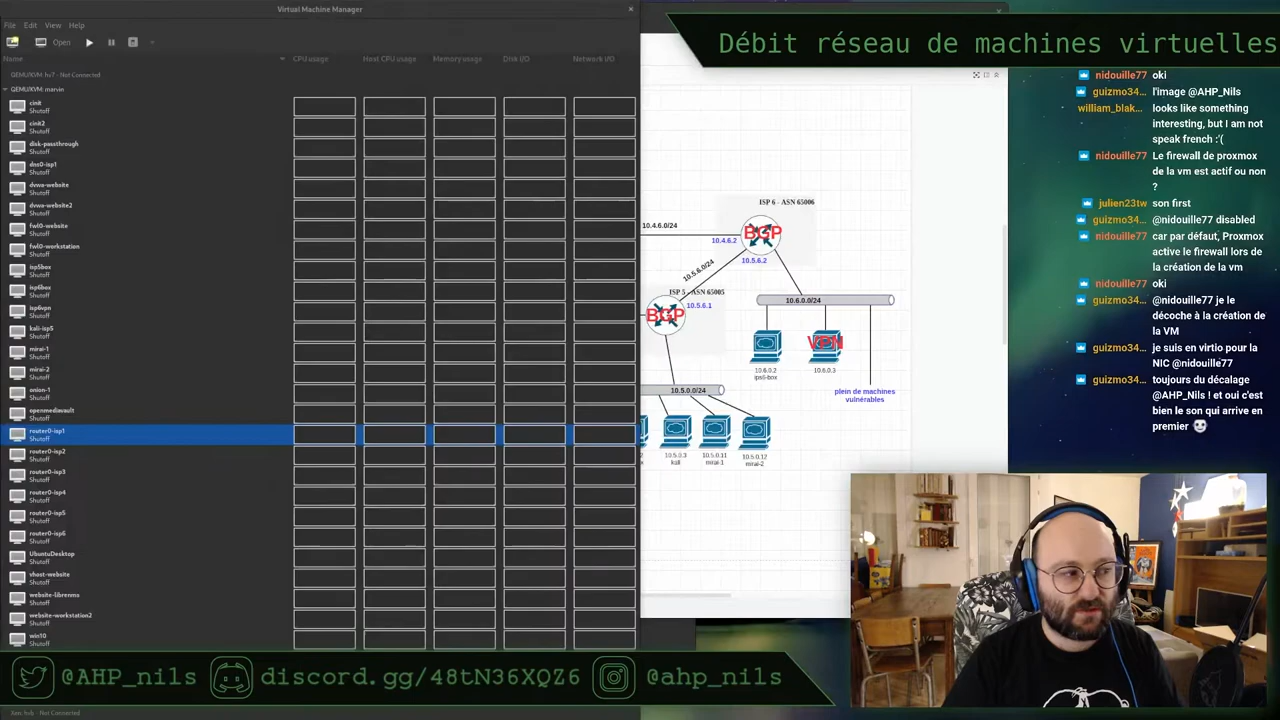 Virtual Machine Manager
File Edit View Help
Open
Name CPU usage Host CPU usage Memory usage Disk I/O Network I/O
QEMU/KVM: hv7 - Not Connected
QEMU/KVM: marvin
cinit
Shutoff
cinit2
Shutoff
disk-passthrough
Shutoff
dns0-isp1
Shutoff
dvwa-website
Shutoff
dvwa-website2
Shutoff
fwl0-website
Shutoff
fwl0-workstation
Shutoff
isp5box
Shutoff
isp6box
Shutoff
isp6vpn
Shutoff
kali-isp5
Shutoff
mirai-1
Shutoff
mirai-2
Shutoff
onion-1
Shutoff
openmediavault
Shutoff
router0-isp1
Shutoff
router0-isp2
Shutoff
router0-isp3
Shutoff
router0-isp4
Shutoff
router0-isp5
Shutoff
router0-isp6
Shutoff
UbuntuDesktop
Shutoff
vhost-website
Shutoff
website-librenms
Shutoff
website-workstation2
Shutoff
win10
Shutoff
ISP 6 - ASN 65006
10.4.6.0/24
BGP
10.4.6.2
10.5.6.2
10.5.6.0/24
ISP 5 - ASN 65005
10.5.6.1
BGP
10.6.0.0/24
VPN
10.6.0.2
10.6.0.3
plein de machines
vulnérables
10.5.0.0/24
10.5.0.3
kali
10.5.0.11
mirai-1
10.5.0.12
mirai-2
Débit réseau de machines virtuelles
nidouille77 oki
guizmo34... l'image @AHP_Nils
william_blak... looks like something
interesting, but I am not
speak french :'(
nidouille77 Le firewall de proxmox
de la vm est actif ou non
?
julien23tw son first
guizmo34... @nidouille77 disabled
nidouille77 car par défaut, Proxmox
active le firewall lors de
la création de la vm
nidouille77 oki
guizmo34... @nidouille77 je le
décoche à la création de
la VM
guizmo34... je suis en virtio pour la
NIC @nidouille77
guizmo34... toujours du décalage
@AHP_Nils ! et oui c'est
bien le son qui arrive en
premier
@AHP_nils discord.gg/48tN36XQZ6 @ahp_nils